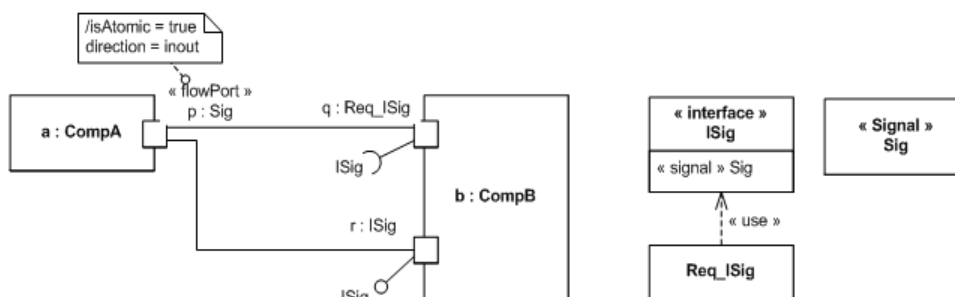 /isAtomic = true
direction = inout
« flowPort »
p : Sig
q : Req_ISig
a : CompA
ISig
b : CompB
r : ISig
ISig
« interface »
ISig
« signal » Sig
« use »
Req_ISig
« Signal »
Sig